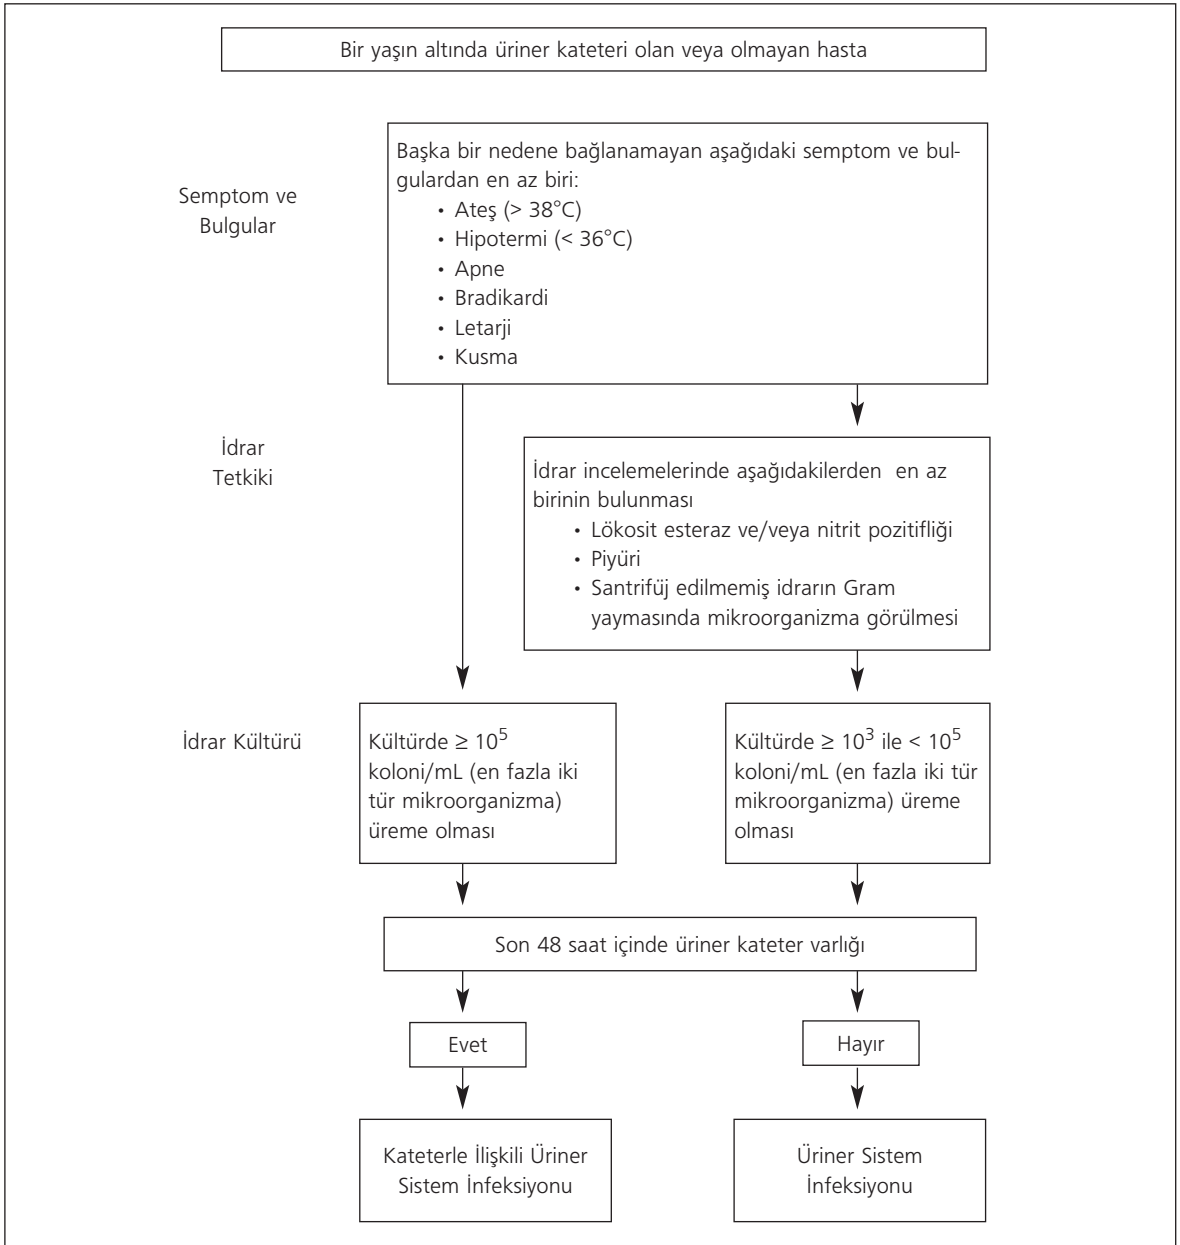 Bir yaşın altında üriner kateteri olan veya olmayan hasta
Semptom ve
Bulgular
Başka bir nedene bağlanamayan aşağıdaki semptom ve bul-
gulardan en az biri:
• Ateş (> 38°C)
• Hipotermi (< 36°C)
• Apne
• Bradikardi
• Letarji
• Kusma
İdrar
Tetkiki
İdrar incelemelerinde aşağıdakilerden en az
birinin bulunması
• Lökosit esteraz ve/veya nitrit pozitifliği
• Piyüri
• Santrifüj edilmemiş idrarın Gram
yaymasında mikroorganizma görülmesi
İdrar Kültürü
Kültürde ≥ 10⁵
koloni/mL (en fazla iki
tür mikroorganizma)
üreme olması
Kültürde ≥ 10³ ile < 10⁵
koloni/mL (en fazla iki tür
mikroorganizma) üreme
olması
Son 48 saat içinde üriner kateter varlığı
Evet
Hayır
Kateterle İlişkili Üriner
Sistem İnfeksiyonu
Üriner Sistem
İnfeksiyonu